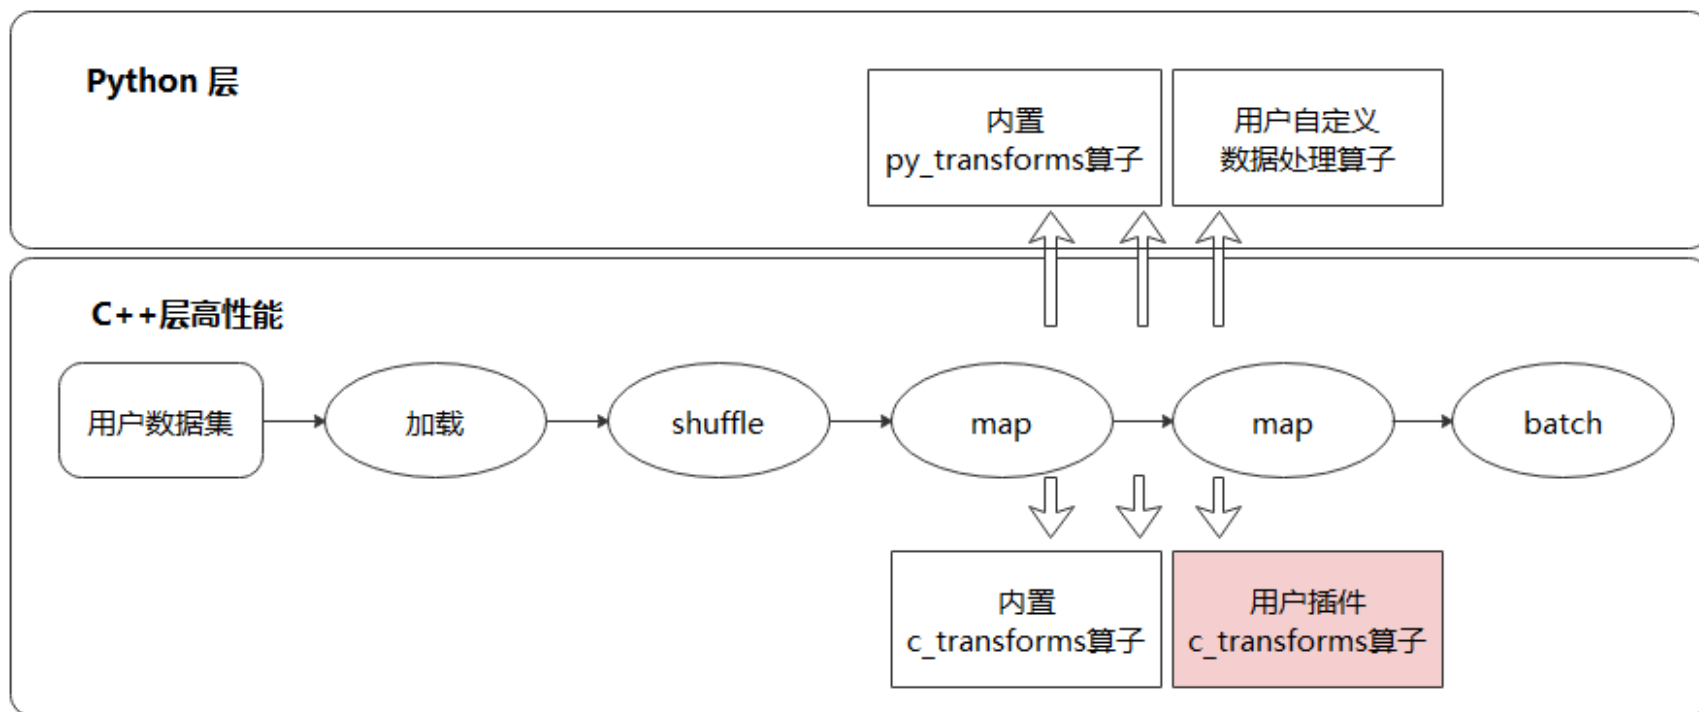 Python 层
内置
py_transforms算子
用户自定义
数据处理算子
C++层高性能
用户数据集
加载
shuffle
map
map
batch
内置
c_transforms算子
用户插件
c_transforms算子